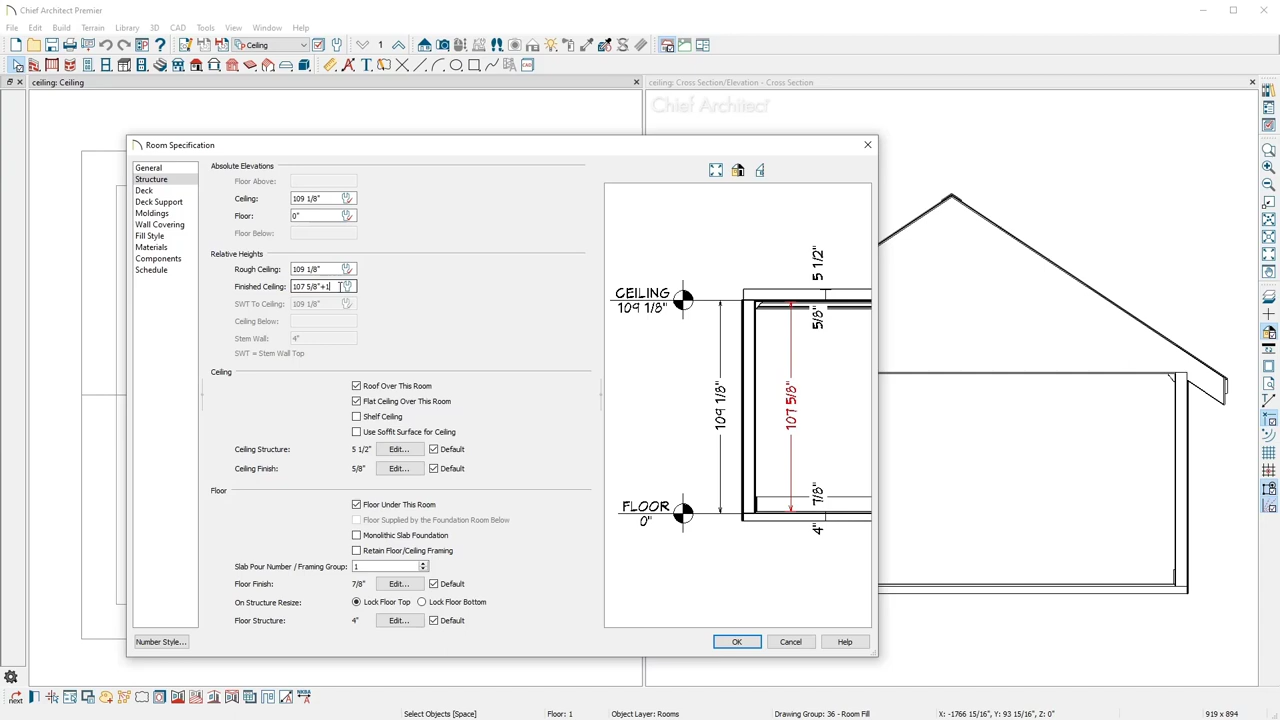 Chief Architect Premier
File Edit Build Terrain Library CAD Tools View Window Help
3D
Ceiling
1
ceiling: Ceiling
ceiling: Cross Section/Elevation - Cross Section
Chief Architect
Room Specification
General
Structure
Deck
Deck Support
Moldings
Wall Covering
Fill Style
Materials
Components
Schedule
Absolute Elevations
Floor Above:
Ceiling: 109 1/8"
Floor: 0"
Floor Below:
Relative Heights
Rough Ceiling: 109 1/8"
Finished Ceiling: 107 5/8"+1
SWT To Ceiling: 109 1/8"
Ceiling Below:
Stem Wall: 4"
SWT = Stem Wall Top
Ceiling
Roof Over This Room
Flat Ceiling Over This Room
Shelf Ceiling
Use Soffit Surface for Ceiling
Ceiling Structure: 5 1/2" Edit... Default
Ceiling Finish: 5/8" Edit... Default
Floor
Floor Under This Room
Floor Supplied by the Foundation Room Below
Monolithic Slab Foundation
Retain Floor/Ceiling Framing
Slab Pour Number / Framing Group: 1
Floor Finish: 7/8" Edit... Default
On Structure Resize: Lock Floor Top Lock Floor Bottom
Floor Structure: 4" Edit... Default
5 1/2"
CEILING
109 1/8"
5/8"
109 1/8"
107 5/8"
7/8"
FLOOR
0"
4"
Number Style...
OK Cancel Help
next
NKBA
Select Objects [Space] Floor: 1 Object Layer: Rooms Drawing Group: 36 - Room Fill X: -1766 15/16", Y: 93 15/16", Z: 0" 919 x 894